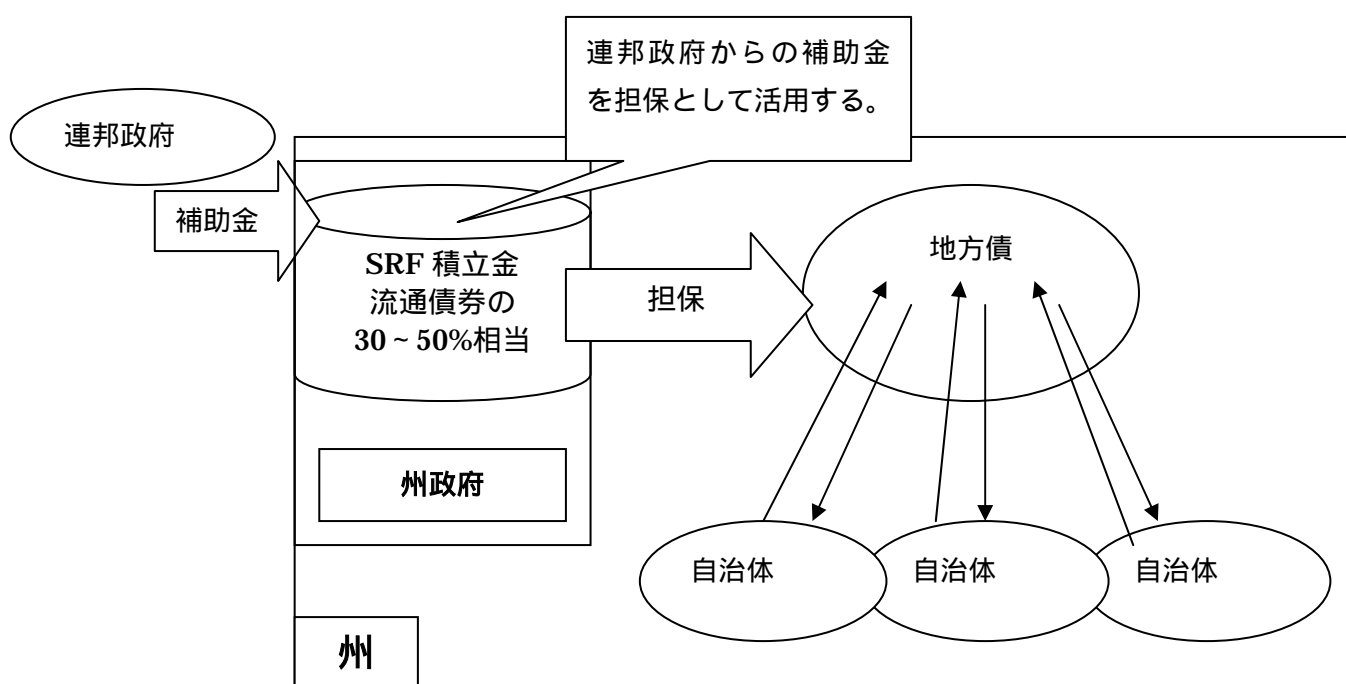 連邦政府からの補助金
を担保として活用する。
連邦政府
補助金
SRF 積立金
流通債券の
30~50%相当
担保
地方債
州政府
自治体
自治体
自治体
州